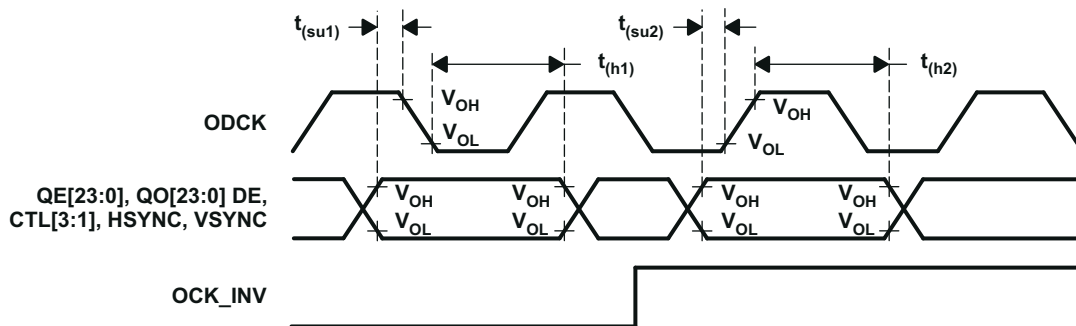 t(su1)
t(su2)
t(h1)
t(h2)
ODCK
VOH
VOL
VOH
VOL
QE[23:0], QO[23:0] DE,
CTL[3:1], HSYNC, VSYNC
VOH VOH VOH VOH
VOL VOL VOL VOL
OCK_INV